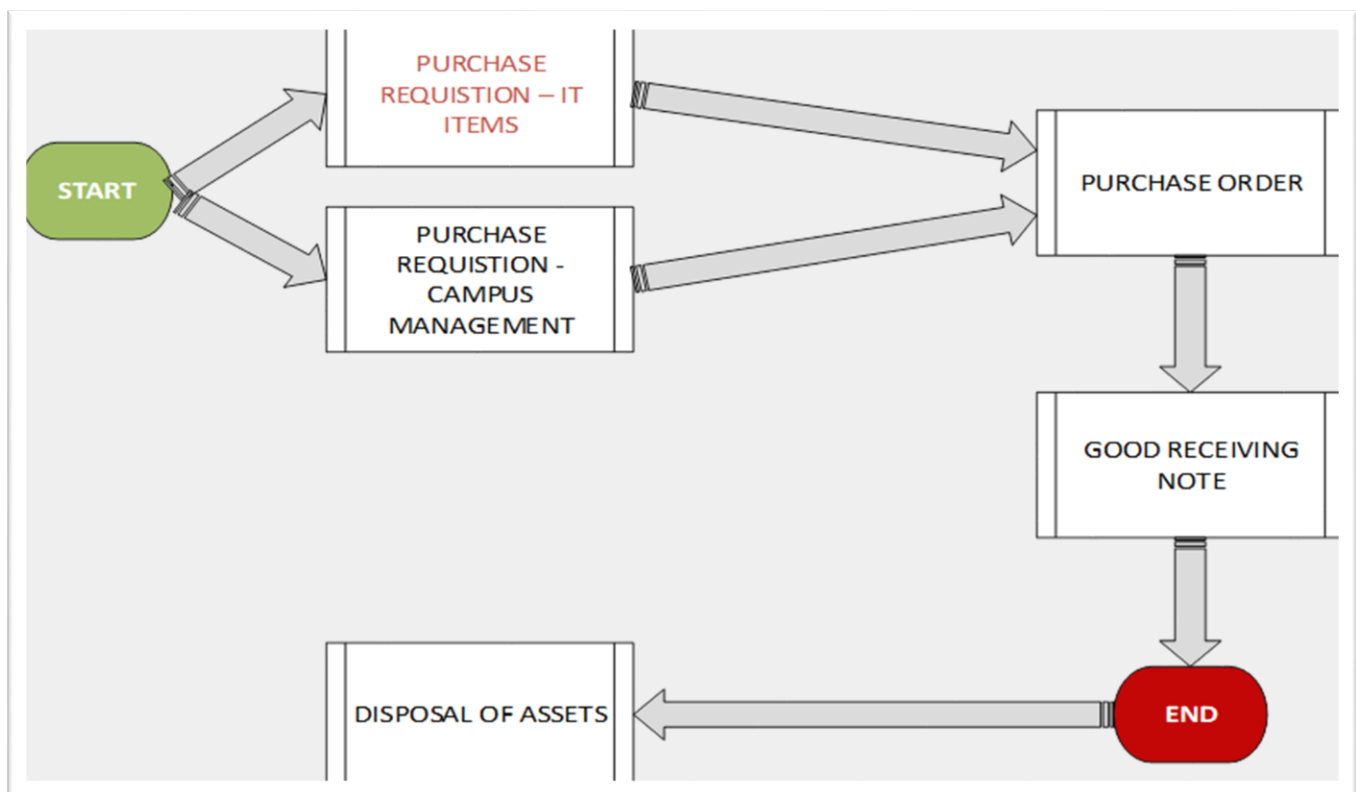 PURCHASE
REQUISTION – IT
ITEMS
START
PURCHASE ORDER
PURCHASE
REQUISTION -
CAMPUS
MANAGEMENT
GOOD RECEIVING
NOTE
DISPOSAL OF ASSETS
END